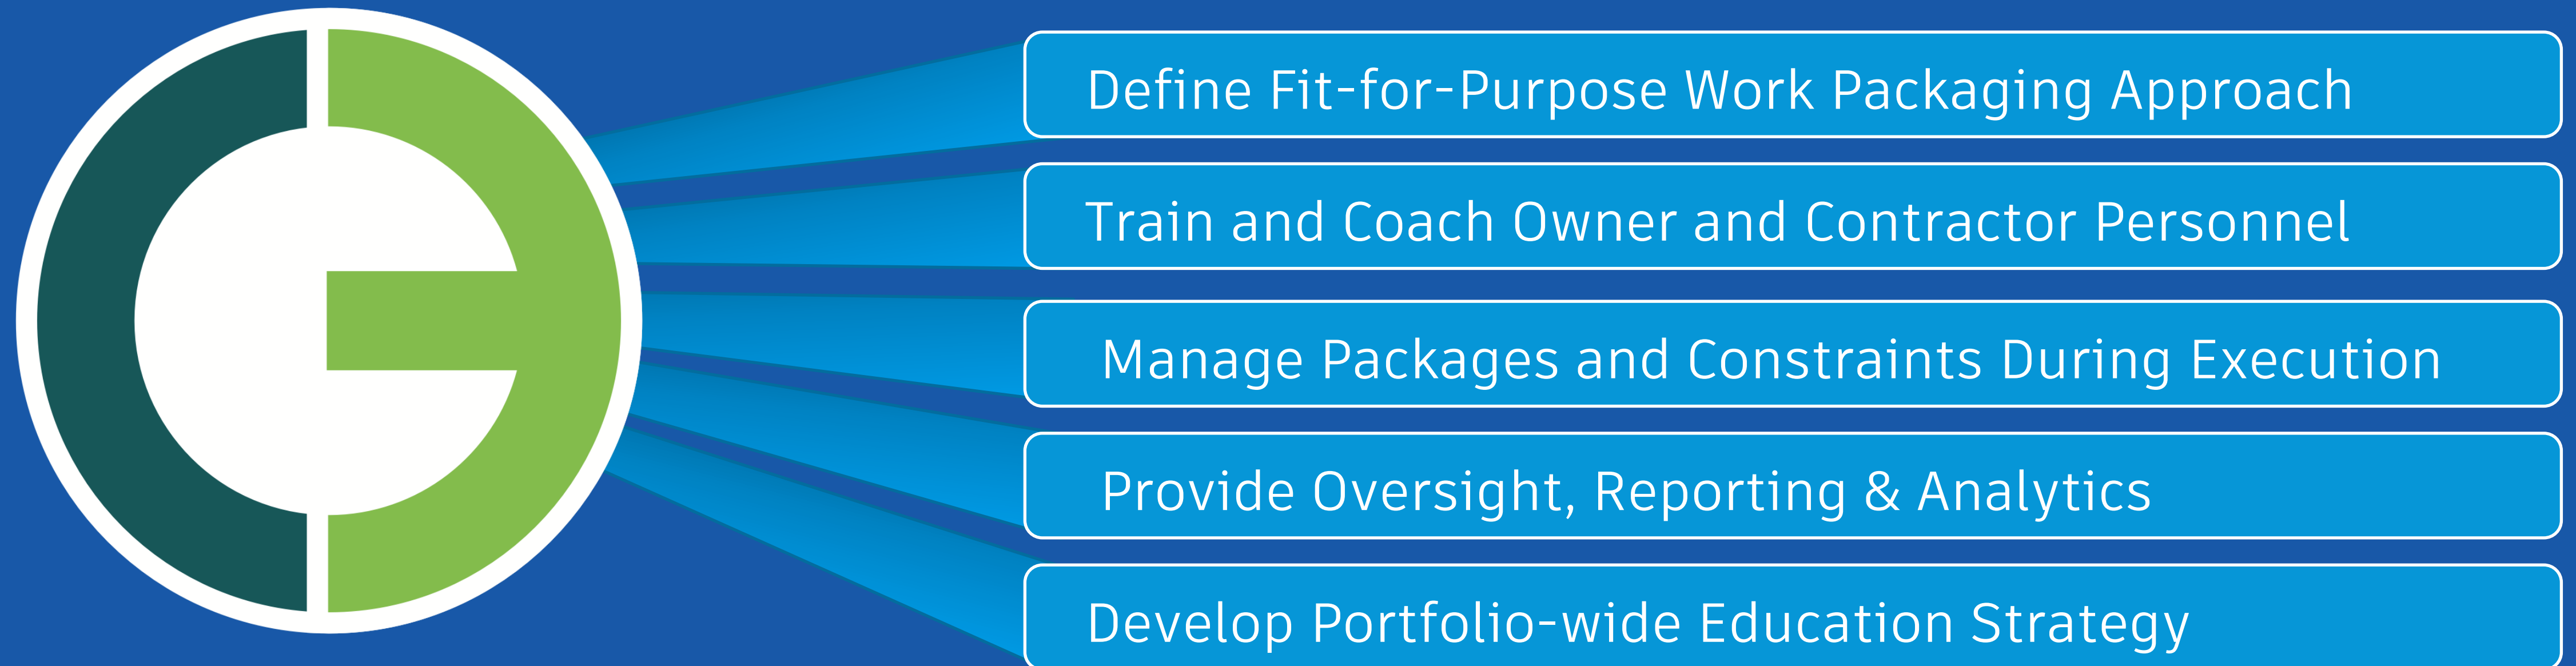 Define Fit-for-Purpose Work Packaging Approach
Train and Coach Owner and Contractor Personnel
Manage Packages and Constraints During Execution
Provide Oversight, Reporting & Analytics
Develop Portfolio-wide Education Strategy